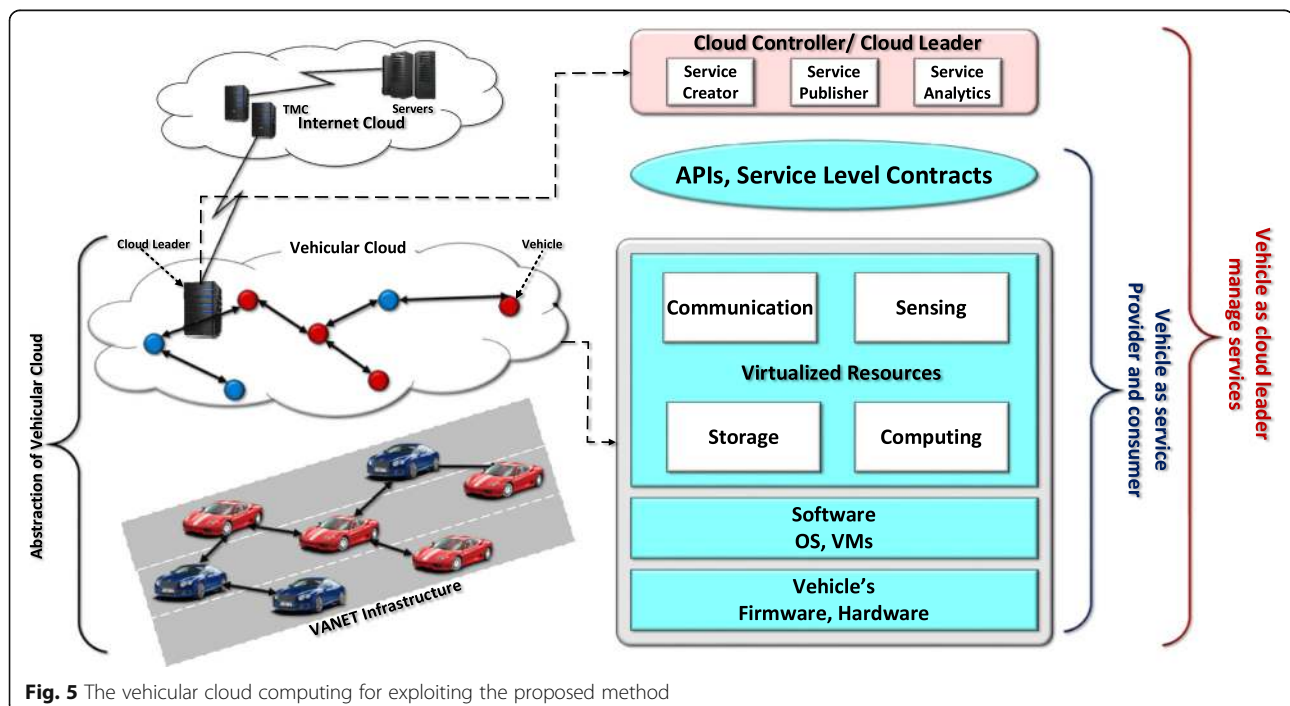 Cloud Controller/ Cloud Leader
Service
Creator
Service
Publisher
Service
Analytics
TMC
Servers
Internet Cloud
APIs, Service Level Contracts
Cloud Leader
Vehicular Cloud
Vehicle
Communication
Sensing
Virtualized Resources
Storage
Computing
Software
OS, VMs
Vehicle's
Firmware, Hardware
VANET Infrastructure
Abstraction of Vehicular Cloud
Vehicle as service
Provider and consumer
Vehicle as cloud leader
manage services
Fig. 5 The vehicular cloud computing for exploiting the proposed method